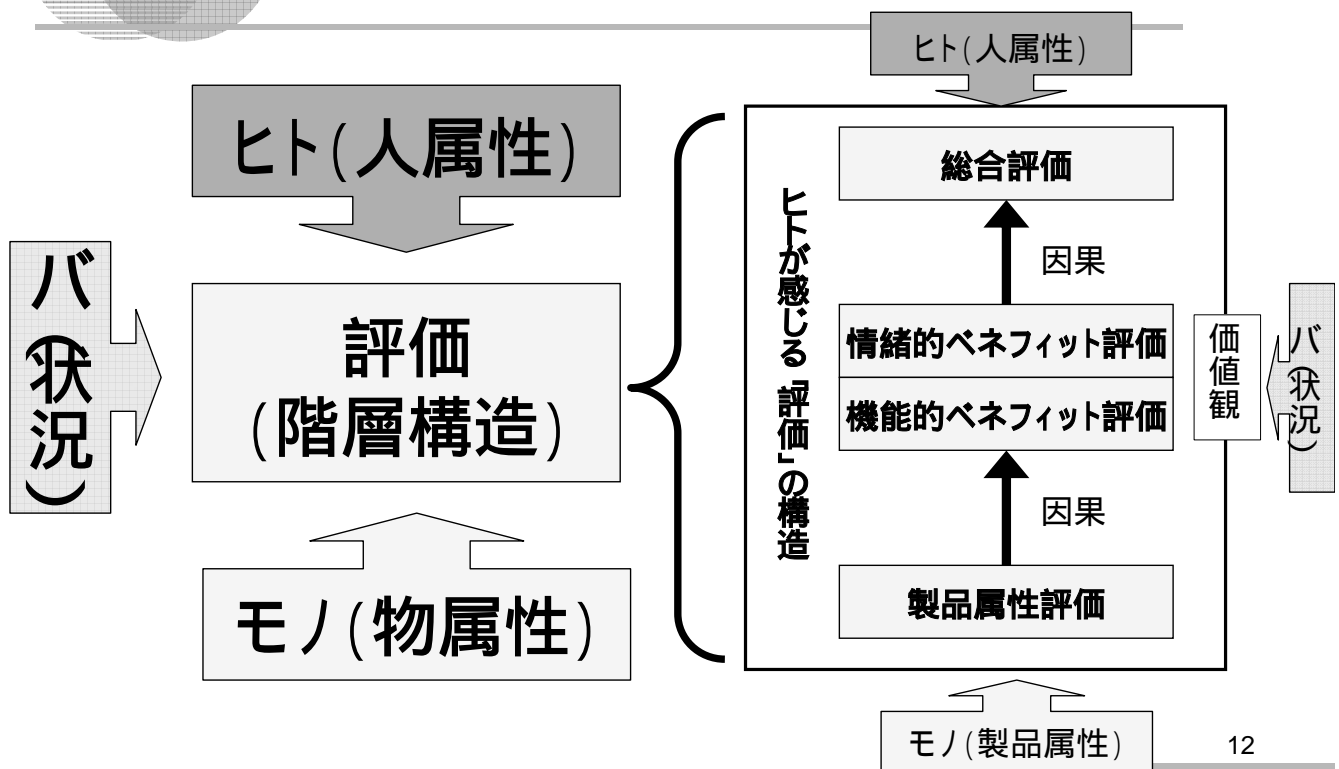 ヒト(人属性)
バ(状況)
評価
(階層構造)
モノ(物属性)
ヒト(人属性)
ヒトが感じる「評価」の構造
総合評価
因果
情緒的ベネフィット評価
機能的ベネフィット評価
因果
製品属性評価
価値観
バ(状況)
モノ(製品属性)
12